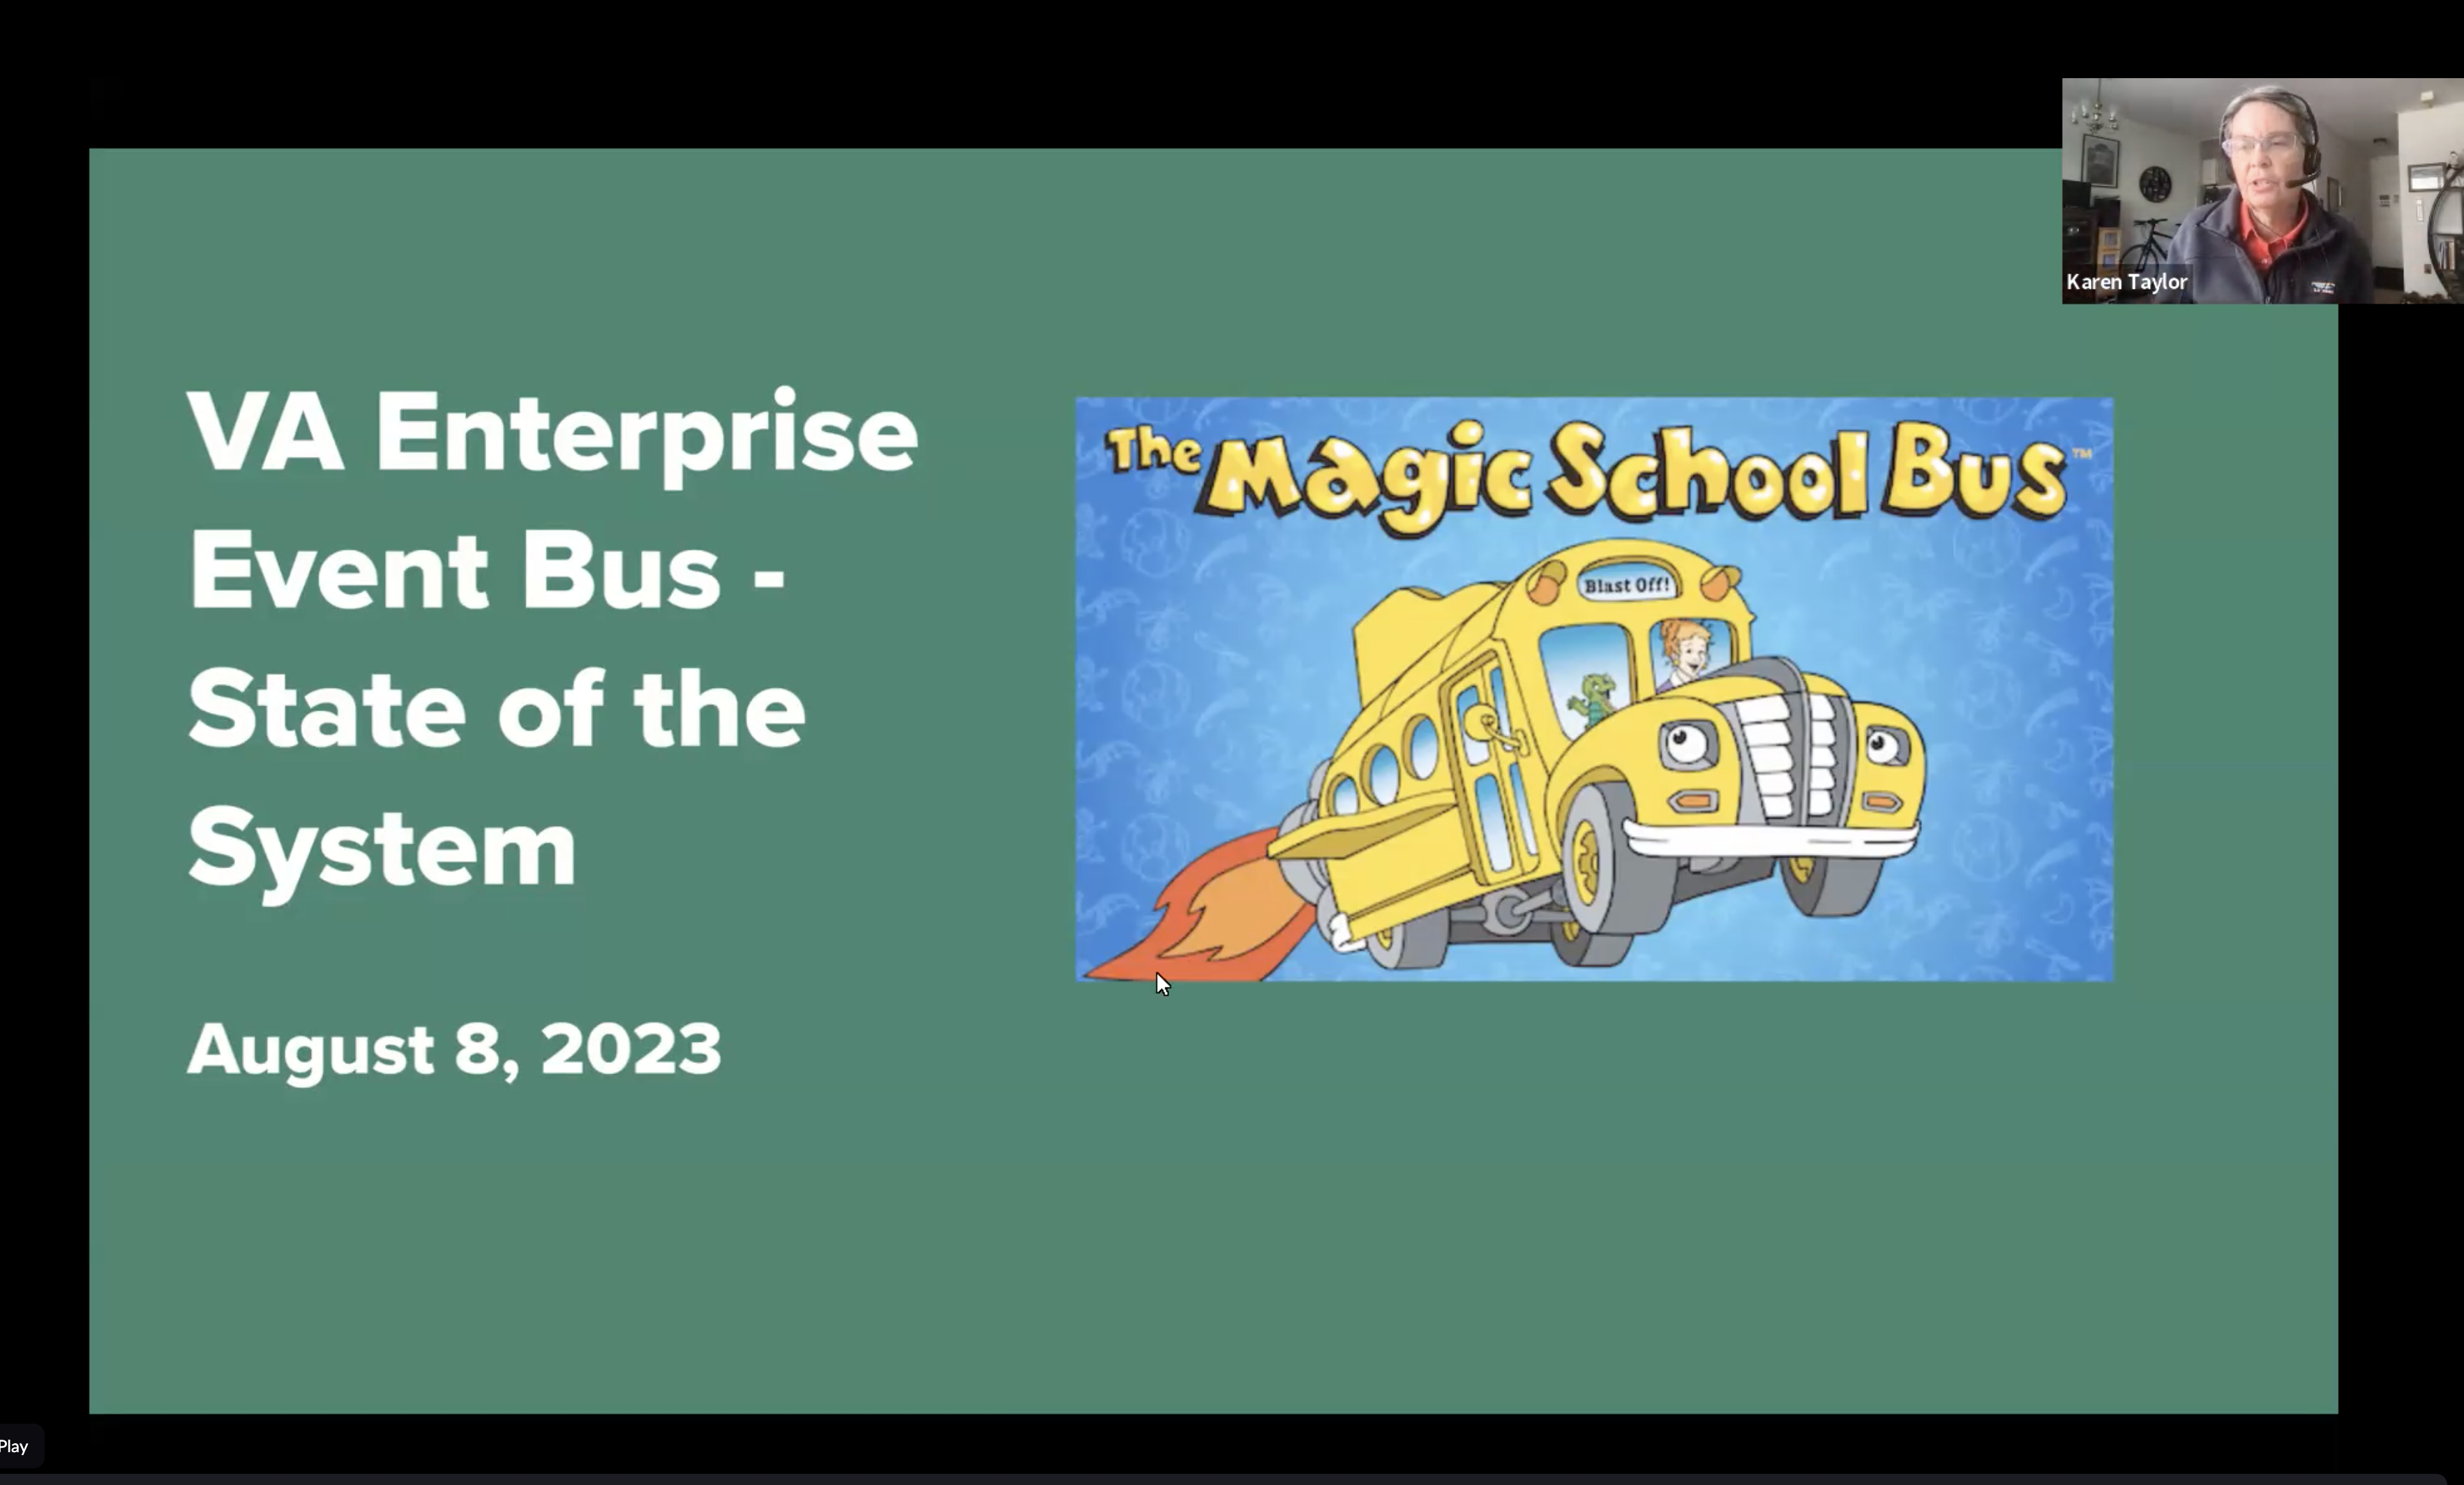 VA Enterprise
Event Bus -
State of the
System
August 8, 2023
The Magic School Bus™
Blast Off!
Karen Taylor
Play